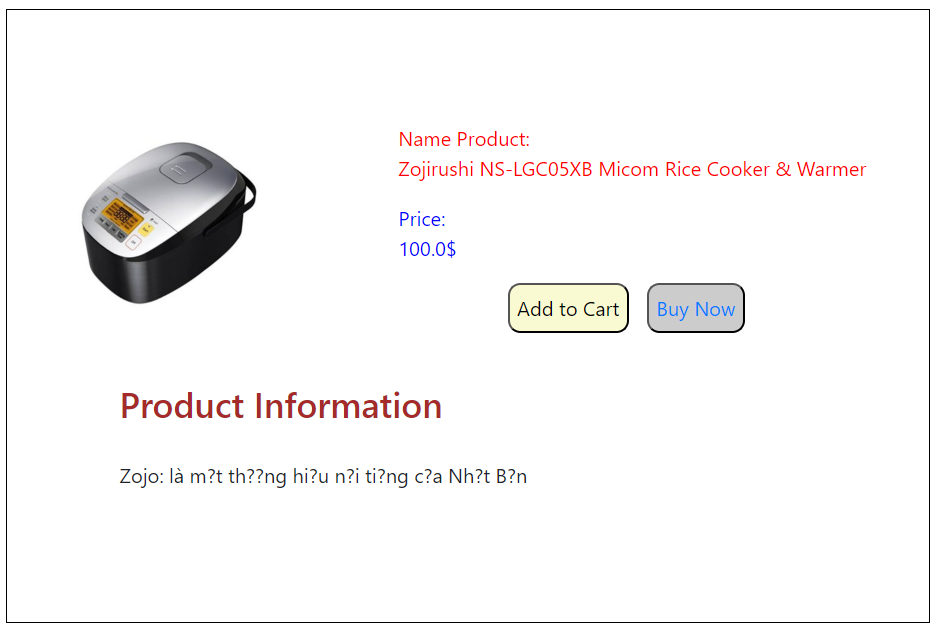 Name Product:
Zojirushi NS-LGC05XB Micom Rice Cooker & Warmer
Price:
100.0$
Add to Cart
Buy Now
Product Information
Zojo: là m?t th??ng hi?u n?i ti?ng c?a Nh?t B?n